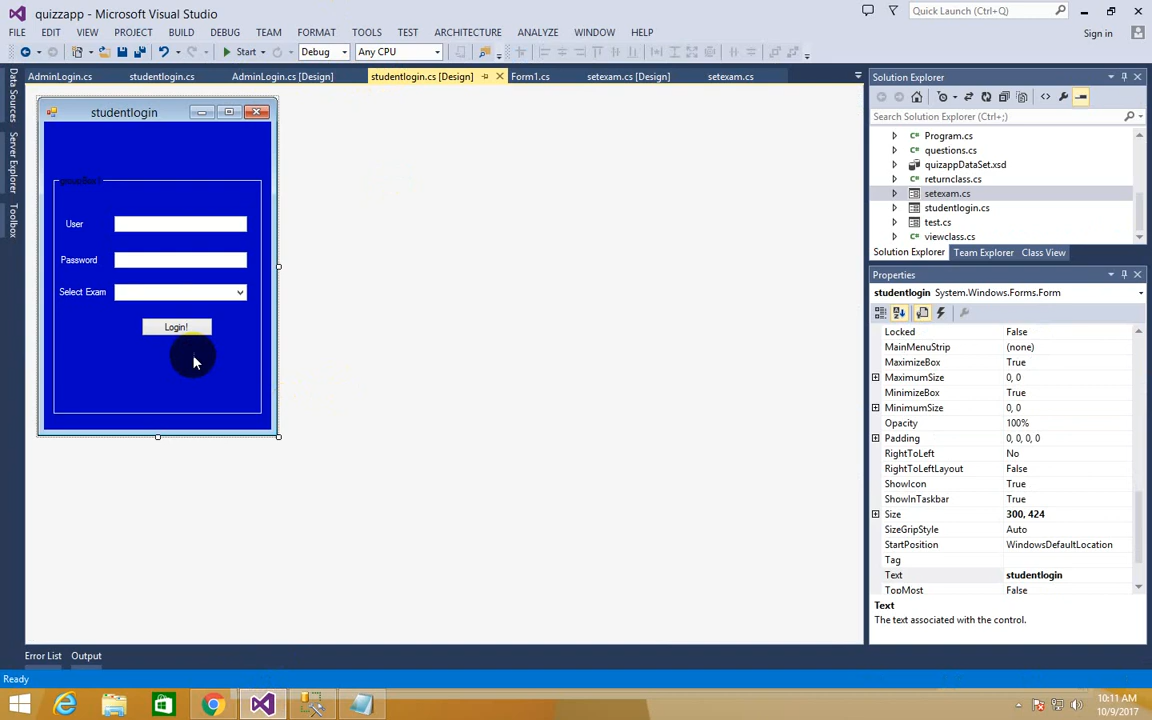 quizzapp - Microsoft Visual Studio
Quick Launch (Ctrl+;)
FILE EDIT VIEW PROJECT BUILD DEBUG TEAM FORMAT TOOLS TEST ARCHITECTURE ANALYZE WINDOW HELP
Sign in
Start Debug Any CPU
AdminLogin.cs studentlogin.cs AdminLogin.cs [Design] studentlogin.cs [Design] Form1.cs setexam.cs [Design] setexam.cs
Data Sources
Server Explorer
Toolbox
studentlogin
User
Password
Select Exam
Login!
Solution Explorer
Search Solution Explorer (Ctrl+;)
Program.cs
questions.cs
quizappDataSet.xsd
returnclass.cs
setexam.cs
studentlogin.cs
test.cs
viewclass.cs
Solution Explorer Team Explorer Class View
Properties
studentlogin System.Windows.Forms.Form
Locked False
MainMenuStrip (none)
MaximizeBox True
MaximumSize 0, 0
MinimizeBox True
MinimumSize 0, 0
Opacity 100%
Padding 0, 0, 0, 0
RightToLeft No
RightToLeftLayout False
ShowIcon True
ShowInTaskbar True
Size 300, 424
SizeGripStyle Auto
StartPosition WindowsDefaultLocation
Tag
Text studentlogin
TopMost False
Text
The text associated with the control.
Error List Output
Ready
10:11 AM
10/9/2017